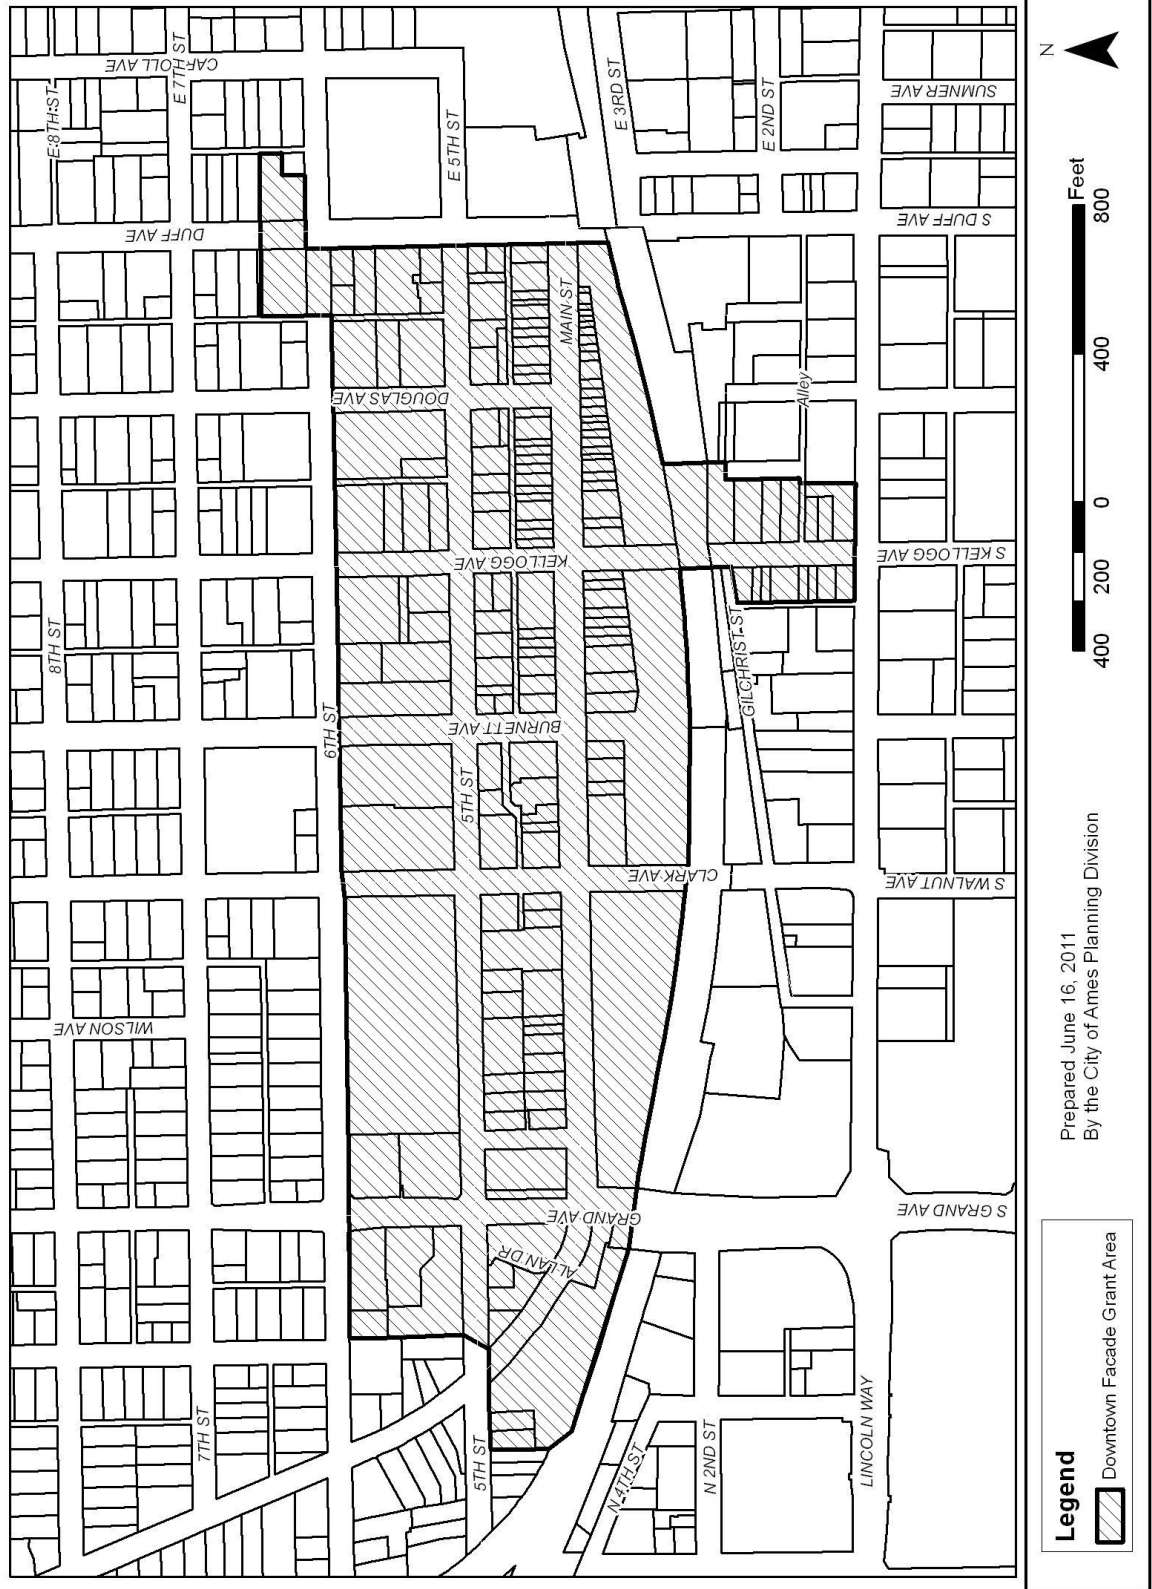 8TH ST
E 8TH ST
WILSON AVE
CARROLL AVE
E 7TH ST
7TH ST
DUFF AVE
6TH ST
DOUGLAS AVE
5TH ST
5TH ST
E 5TH ST
BURNETT AVE
KELLOGG AVE
ALLAN DR
GRAND AVE
MAIN ST
N 4TH ST
CLARK AVE
E 3RD ST
N 2ND ST
GILCHRIST ST
E 2ND ST
Alley
LINCOLN WAY
S GRAND AVE
S WALNUT AVE
S KELLOGG AVE
S DUFF AVE
SUMNER AVE
Legend
Downtown Facade Grant Area
Prepared June 16, 2011
By the City of Ames Planning Division
400 200 0 400 800
Feet
N